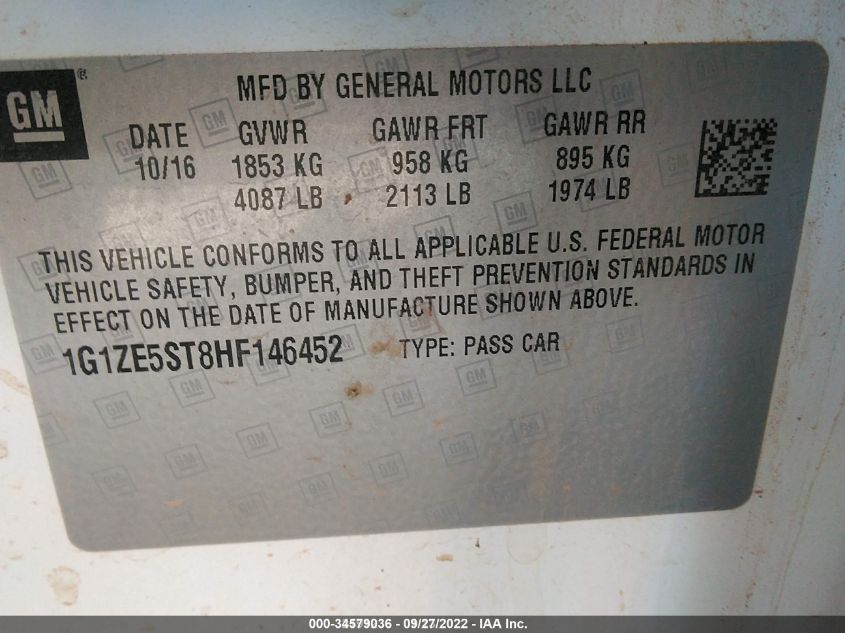 GM ®
MFD BY GENERAL MOTORS LLC
DATE GVWR GAWR FRT GAWR RR
10/16 1853 KG 958 KG 895 KG
4087 LB 2113 LB 1974 LB
THIS VEHICLE CONFORMS TO ALL APPLICABLE U.S. FEDERAL MOTOR
VEHICLE SAFETY, BUMPER, AND THEFT PREVENTION STANDARDS IN
EFFECT ON THE DATE OF MANUFACTURE SHOWN ABOVE.
1G1ZE5ST8HF146452 TYPE: PASS CAR
000-34579036 - 09/27/2022 - IAA Inc.